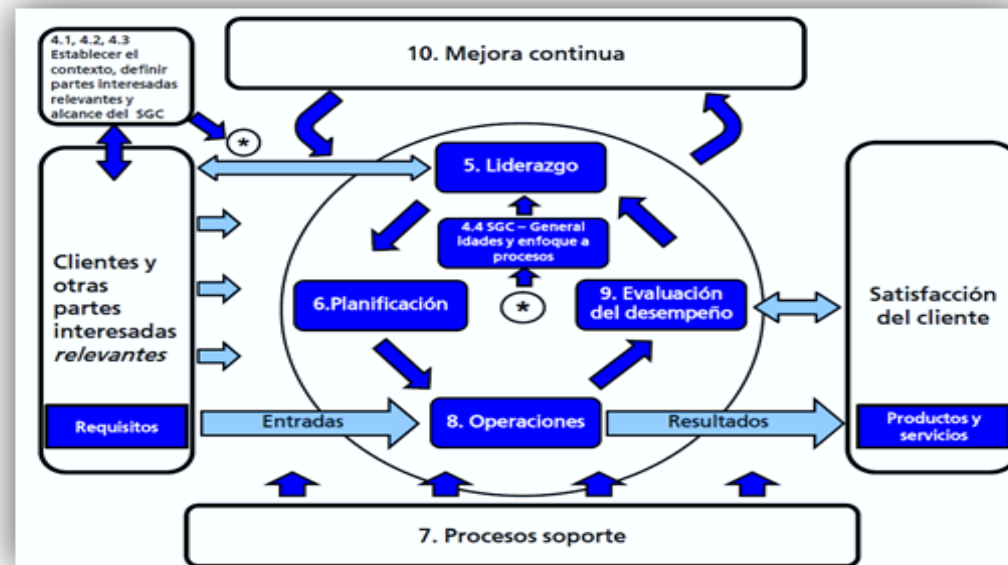 4.1, 4.2, 4.3
Establecer el
contexto, definir
partes interesadas
relevantes y
alcance del SGC
10. Mejora continua
*
5. Liderazgo
4.4 SGC – General
idades y enfoque a
procesos
*
Clientes y
otras
partes
interesadas
relevantes
6.Planificación
9. Evaluación
del desempeño
Satisfacción
del cliente
Requisitos
Entradas
8. Operaciones
Resultados
Productos y
servicios
7. Procesos soporte